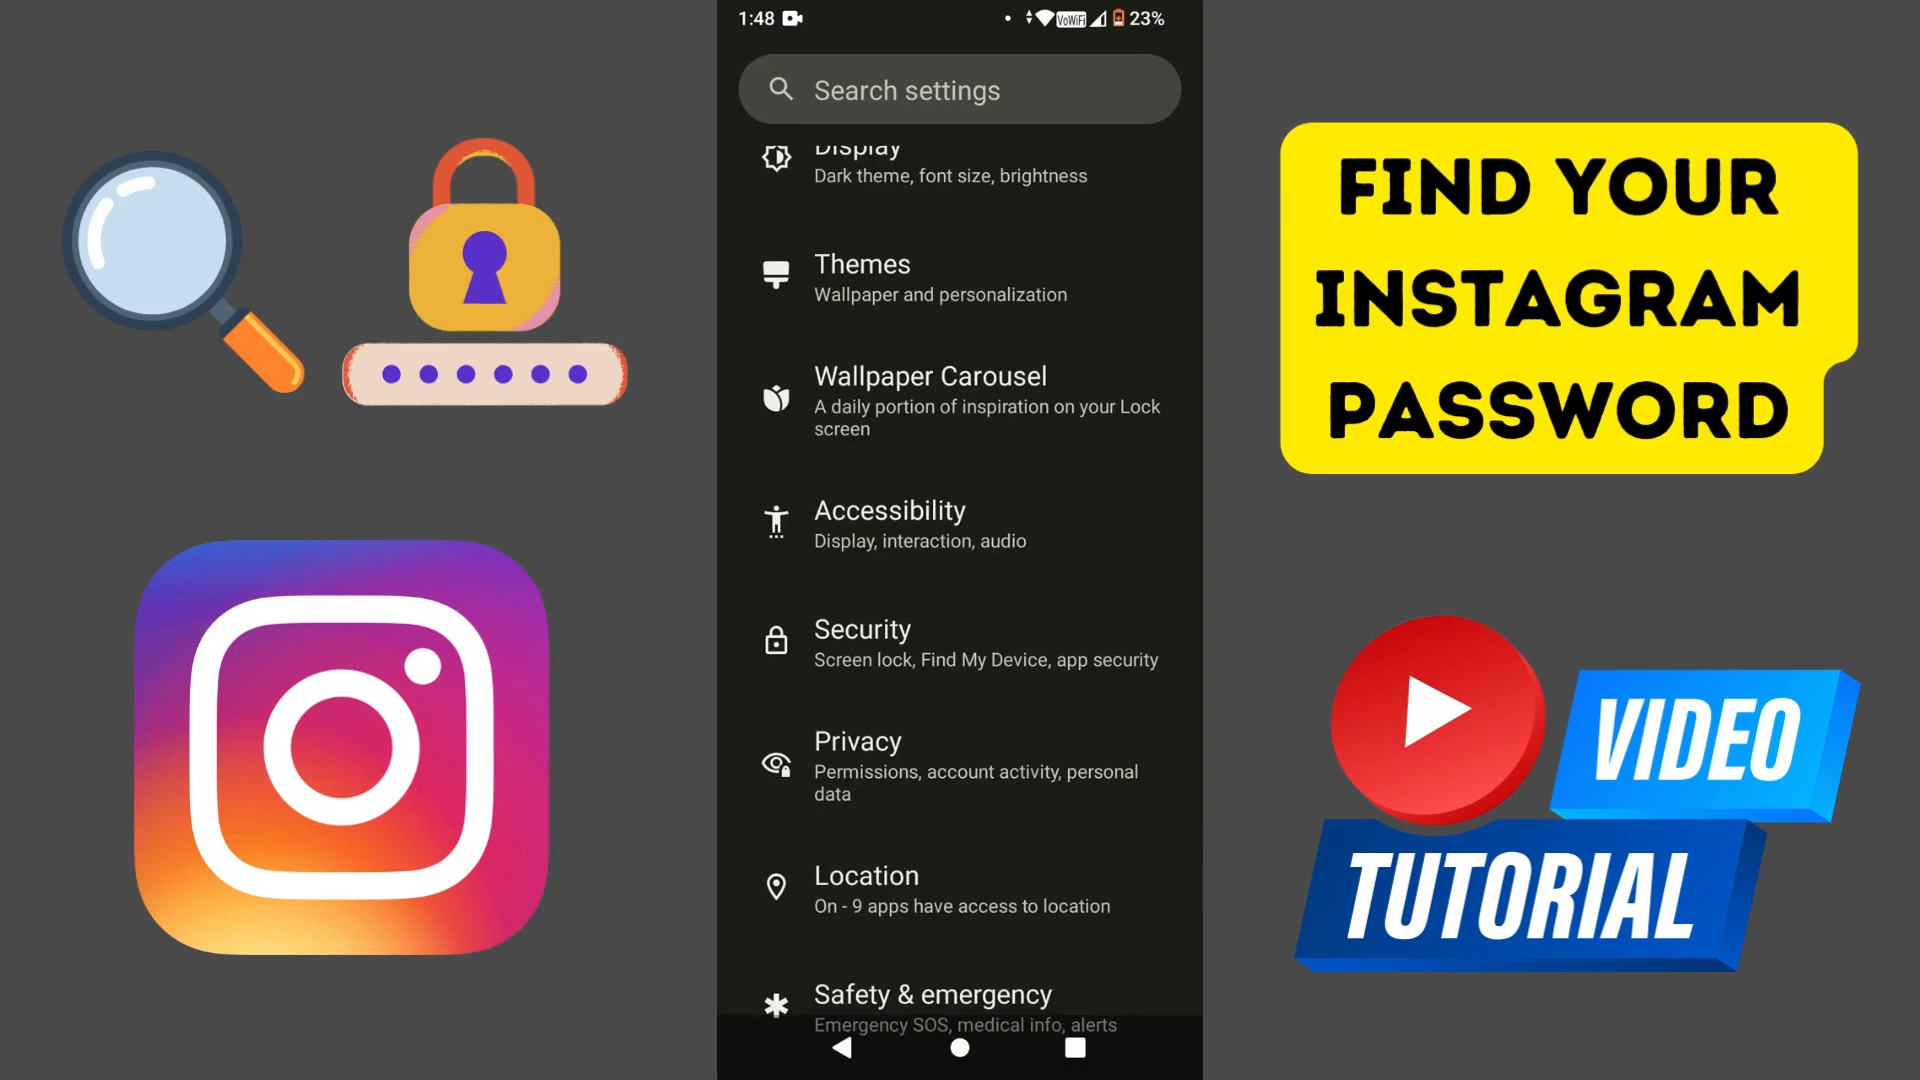 1:48
VoWiFi
23%
Search settings
Display
Dark theme, font size, brightness
Themes
Wallpaper and personalization
Wallpaper Carousel
A daily portion of inspiration on your Lock
screen
Accessibility
Display, interaction, audio
Security
Screen lock, Find My Device, app security
Privacy
Permissions, account activity, personal
data
Location
On - 9 apps have access to location
Safety & emergency
Emergency SOS, medical info, alerts
FIND YOUR
INSTAGRAM
PASSWORD
VIDEO
TUTORIAL